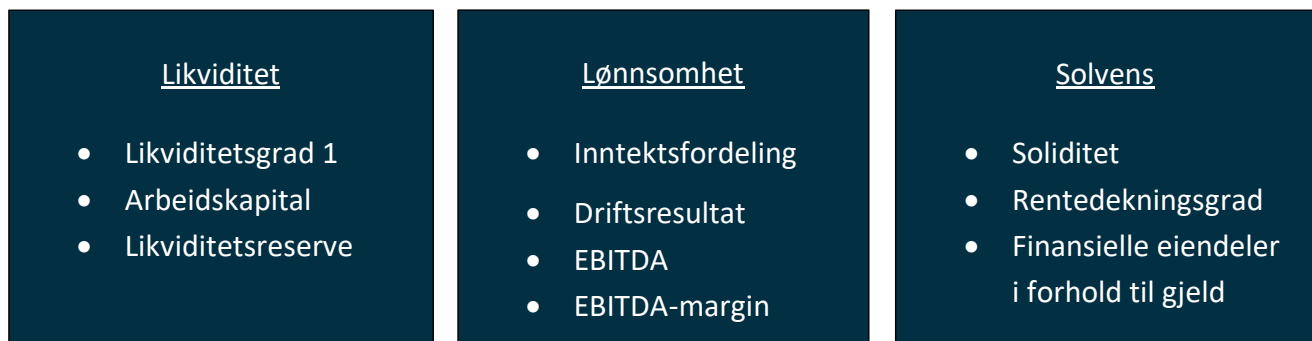 Likviditet
• Likviditetsgrad 1
• Arbeidskapital
• Likviditetsreserve
Lønnsomhet
• Inntektsfordeling
• Driftsresultat
• EBITDA
• EBITDA-margin
Solvens
• Soliditet
• Rentedekningsgrad
• Finansielle eiendeler
i forhold til gjeld